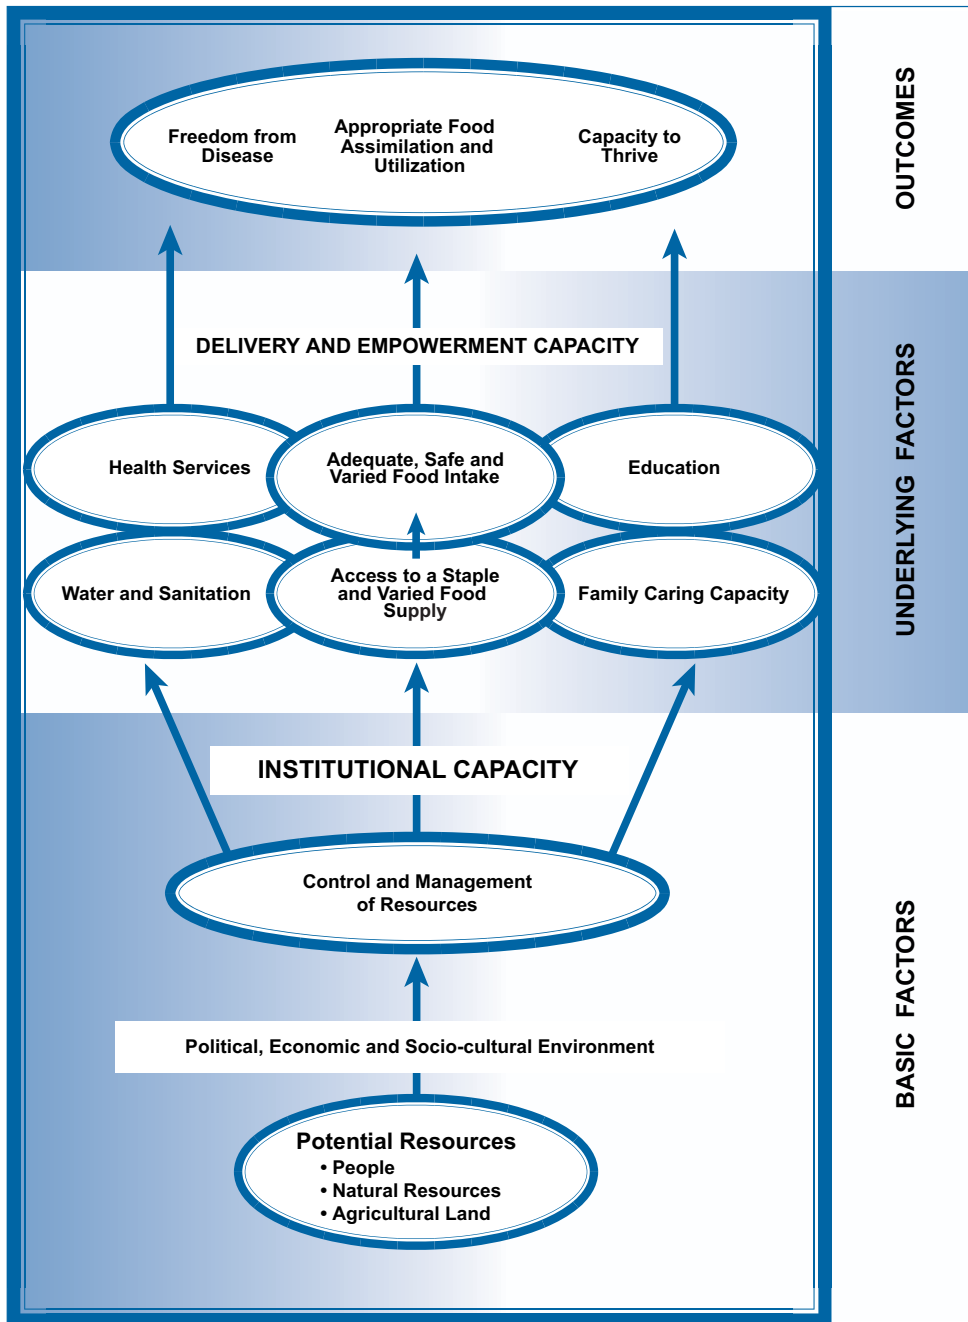 OUTCOMES
Freedom from
Disease
Appropriate Food
Assimilation and
Utilization
Capacity to
Thrive
UNDERLYING FACTORS
DELIVERY AND EMPOWERMENT CAPACITY
Health Services
Adequate, Safe and
Varied Food Intake
Education
Water and Sanitation
Access to a Staple
and Varied Food
Supply
Family Caring Capacity
BASIC FACTORS
INSTITUTIONAL CAPACITY
Control and Management
of Resources
Political, Economic and Socio-cultural Environment
Potential Resources
• People
• Natural Resources
• Agricultural Land